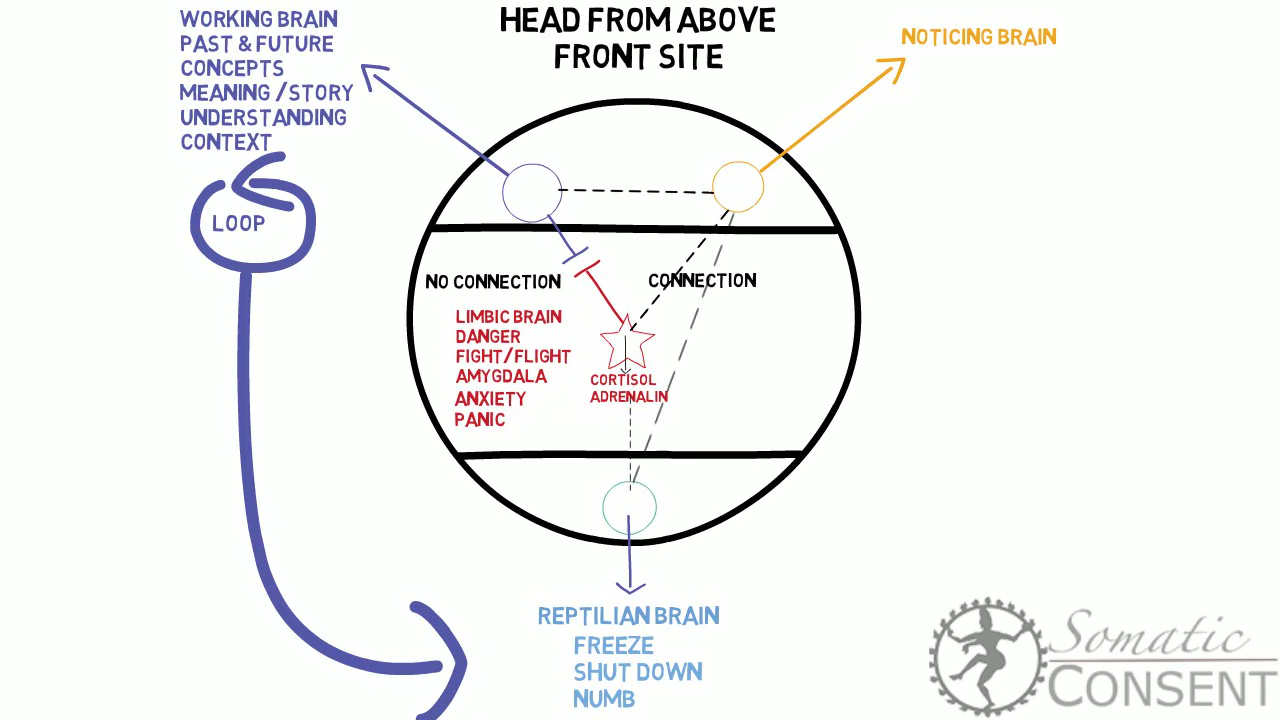 HEAD FROM ABOVE
FRONT SITE
WORKING BRAIN
PAST & FUTURE
CONCEPTS
MEANING / STORY
UNDERSTANDING
CONTEXT
LOOP
NOTICING BRAIN
NO CONNECTION
CONNECTION
LIMBIC BRAIN
DANGER
FIGHT/FLIGHT
AMYGDALA
ANXIETY
PANIC
CORTISOL
ADRENALIN
REPTILIAN BRAIN
FREEZE
SHUT DOWN
NUMB
Somatic
CONSENT